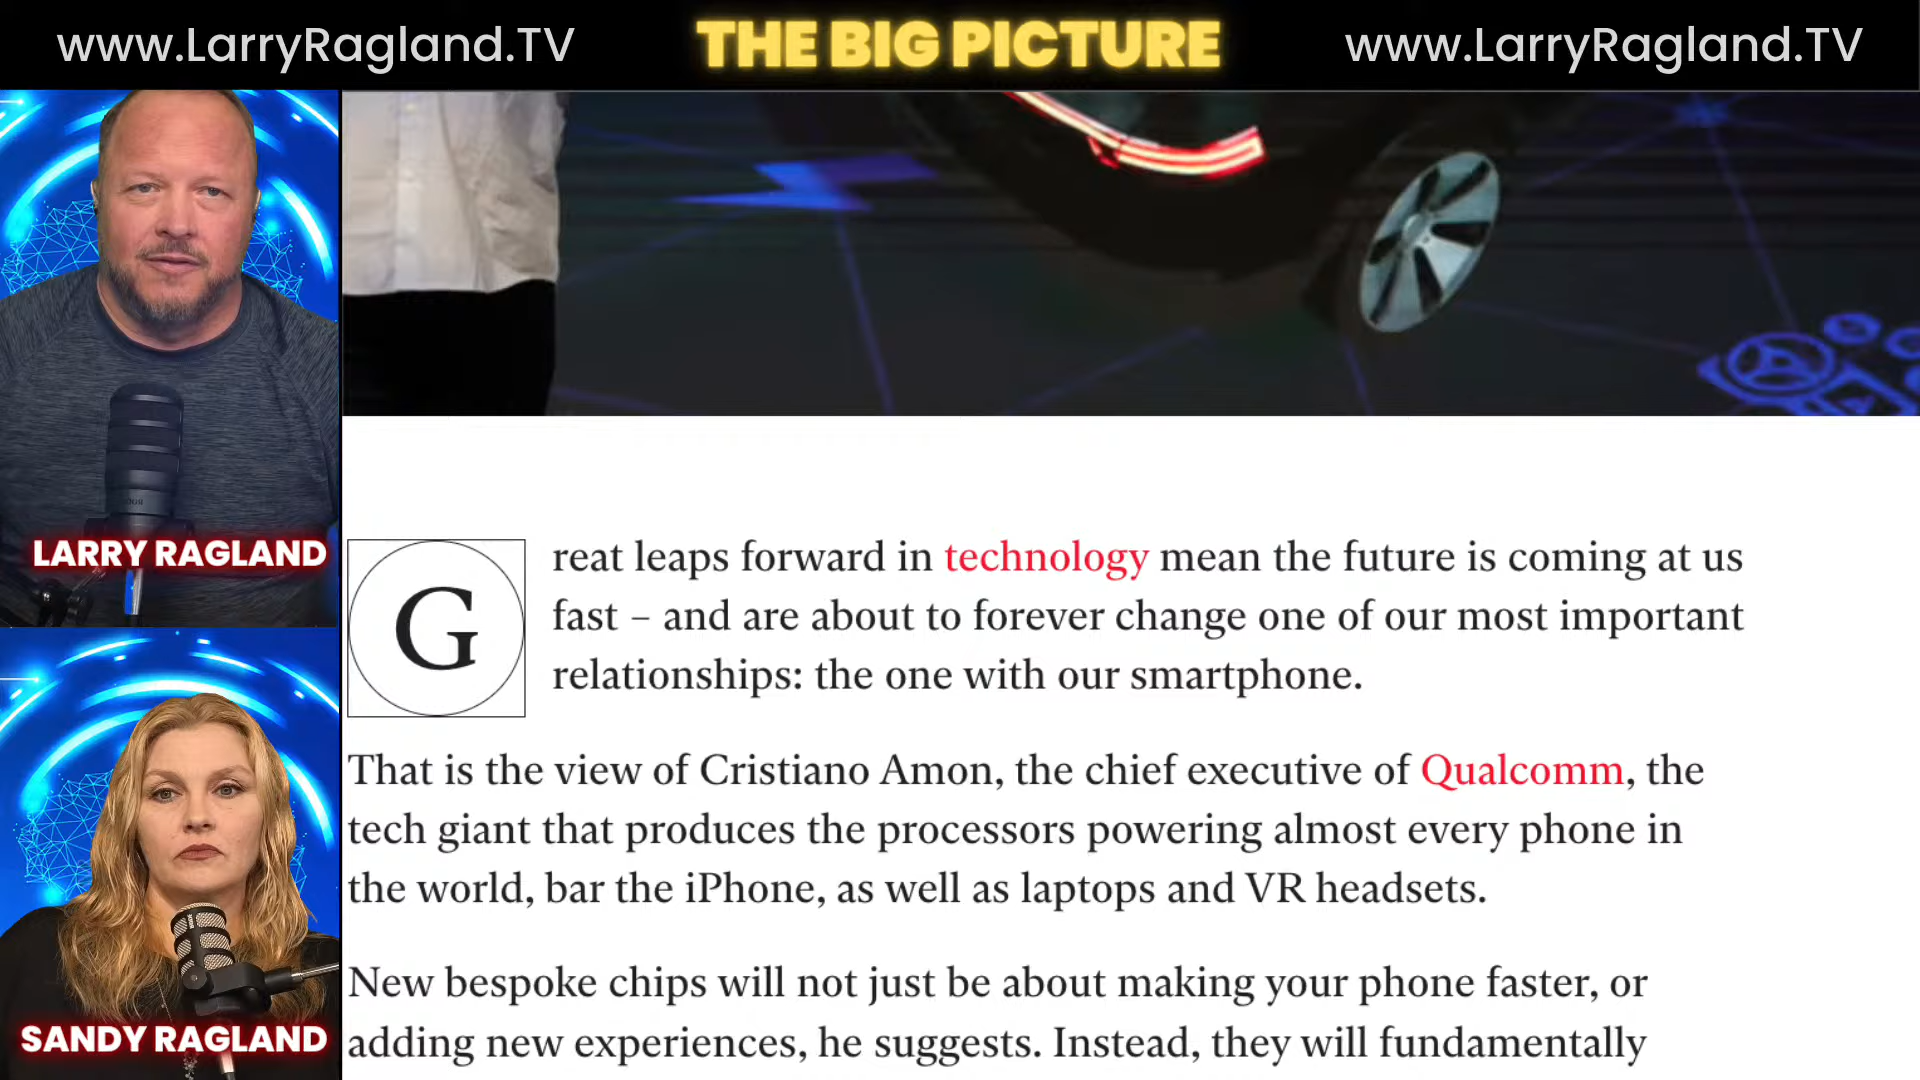 www.LarryRagland.TV
THE BIG PICTURE
www.LarryRagland.TV
LARRY RAGLAND
SANDY RAGLAND
Great leaps forward in technology mean the future is coming at us
fast – and are about to forever change one of our most important
relationships: the one with our smartphone.
That is the view of Cristiano Amon, the chief executive of Qualcomm, the
tech giant that produces the processors powering almost every phone in
the world, bar the iPhone, as well as laptops and VR headsets.
New bespoke chips will not just be about making your phone faster, or
adding new experiences, he suggests. Instead, they will fundamentally